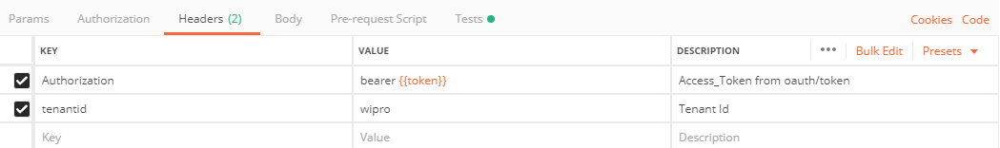 Params Authorization Headers (2) Body Pre-request Script Tests Cookies Code
KEY VALUE DESCRIPTION ••• Bulk Edit Presets
Authorization bearer {{token}} Access_Token from oauth/token
tenantid wipro Tenant Id
Key Value Description